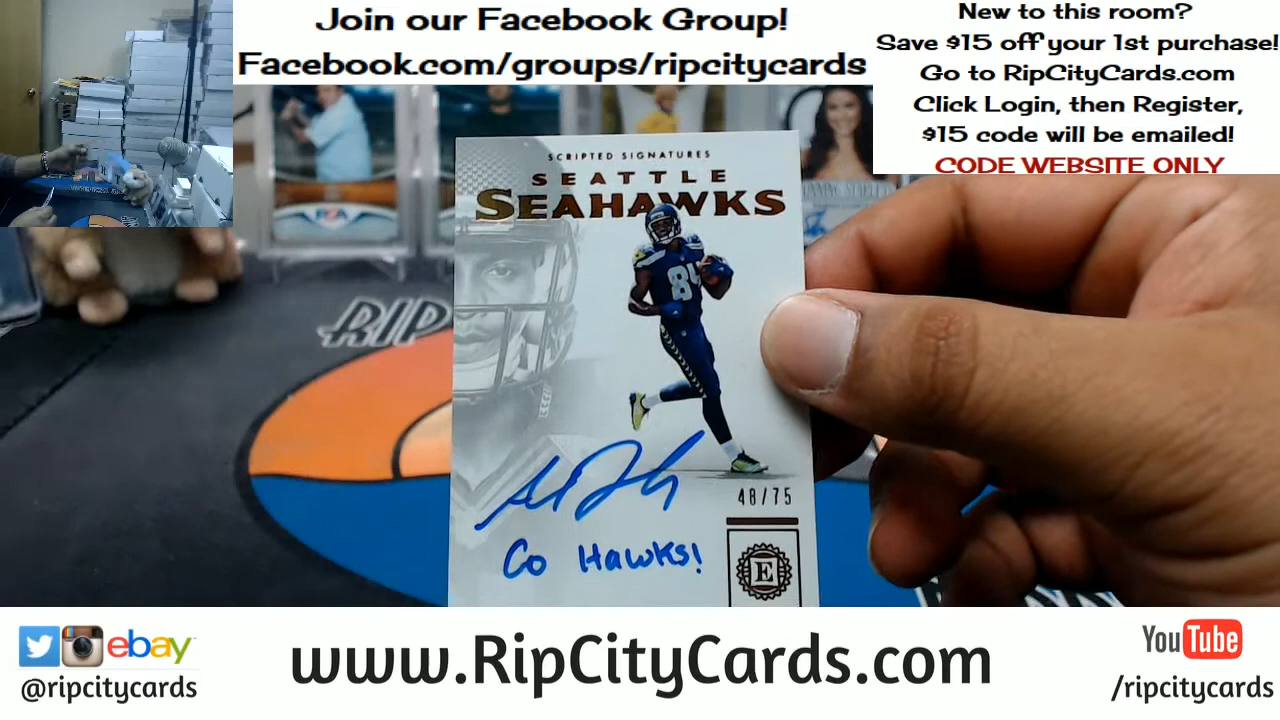 Join our Facebook Group!
Facebook.com/groups/ripcitycards
New to this room?
Save $15 off your 1st purchase!
Go to RipCityCards.com
Click Login, then Register,
$15 code will be emailed!
CODE WEBSITE ONLY
SCRIPTED SIGNATURES
SEATTLE
SEAHAWKS
84
RIP
48/75
Go Hawks!
E
ebay
@ripcitycards
www.RipCityCards.com
YouTube
/ripcitycards